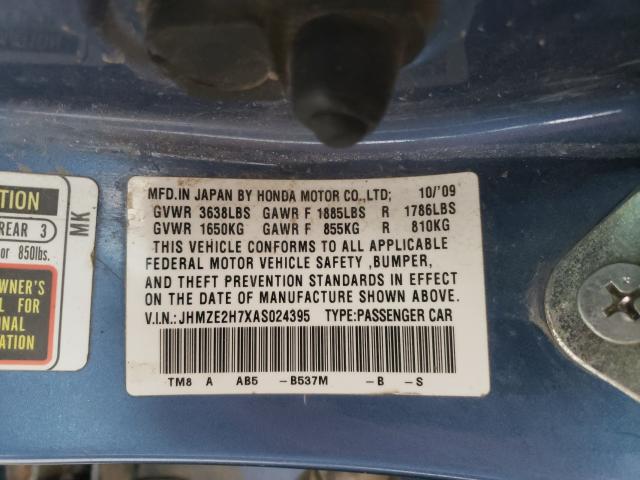 MFD.IN JAPAN BY HONDA MOTOR CO.,LTD; 10/'09
GVWR 3638LBS GAWR F 1885LBS R 1786LBS
GVWR 1650KG GAWR F 855KG R 810KG
THIS VEHICLE CONFORMS TO ALL APPLICABLE
FEDERAL MOTOR VEHICLE SAFETY ,BUMPER,
AND THEFT PREVENTION STANDARDS IN EFFECT
ON THE DATE OF MANUFACTURE SHOWN ABOVE.
V.I.N.: JHMZE2H7XAS024395 TYPE:PASSENGER CAR
TM8 A AB5 -B537M -B -S
TION
REAR 3
or 850lbs.
WNER'S
L FOR
ONAL
ATION
MK